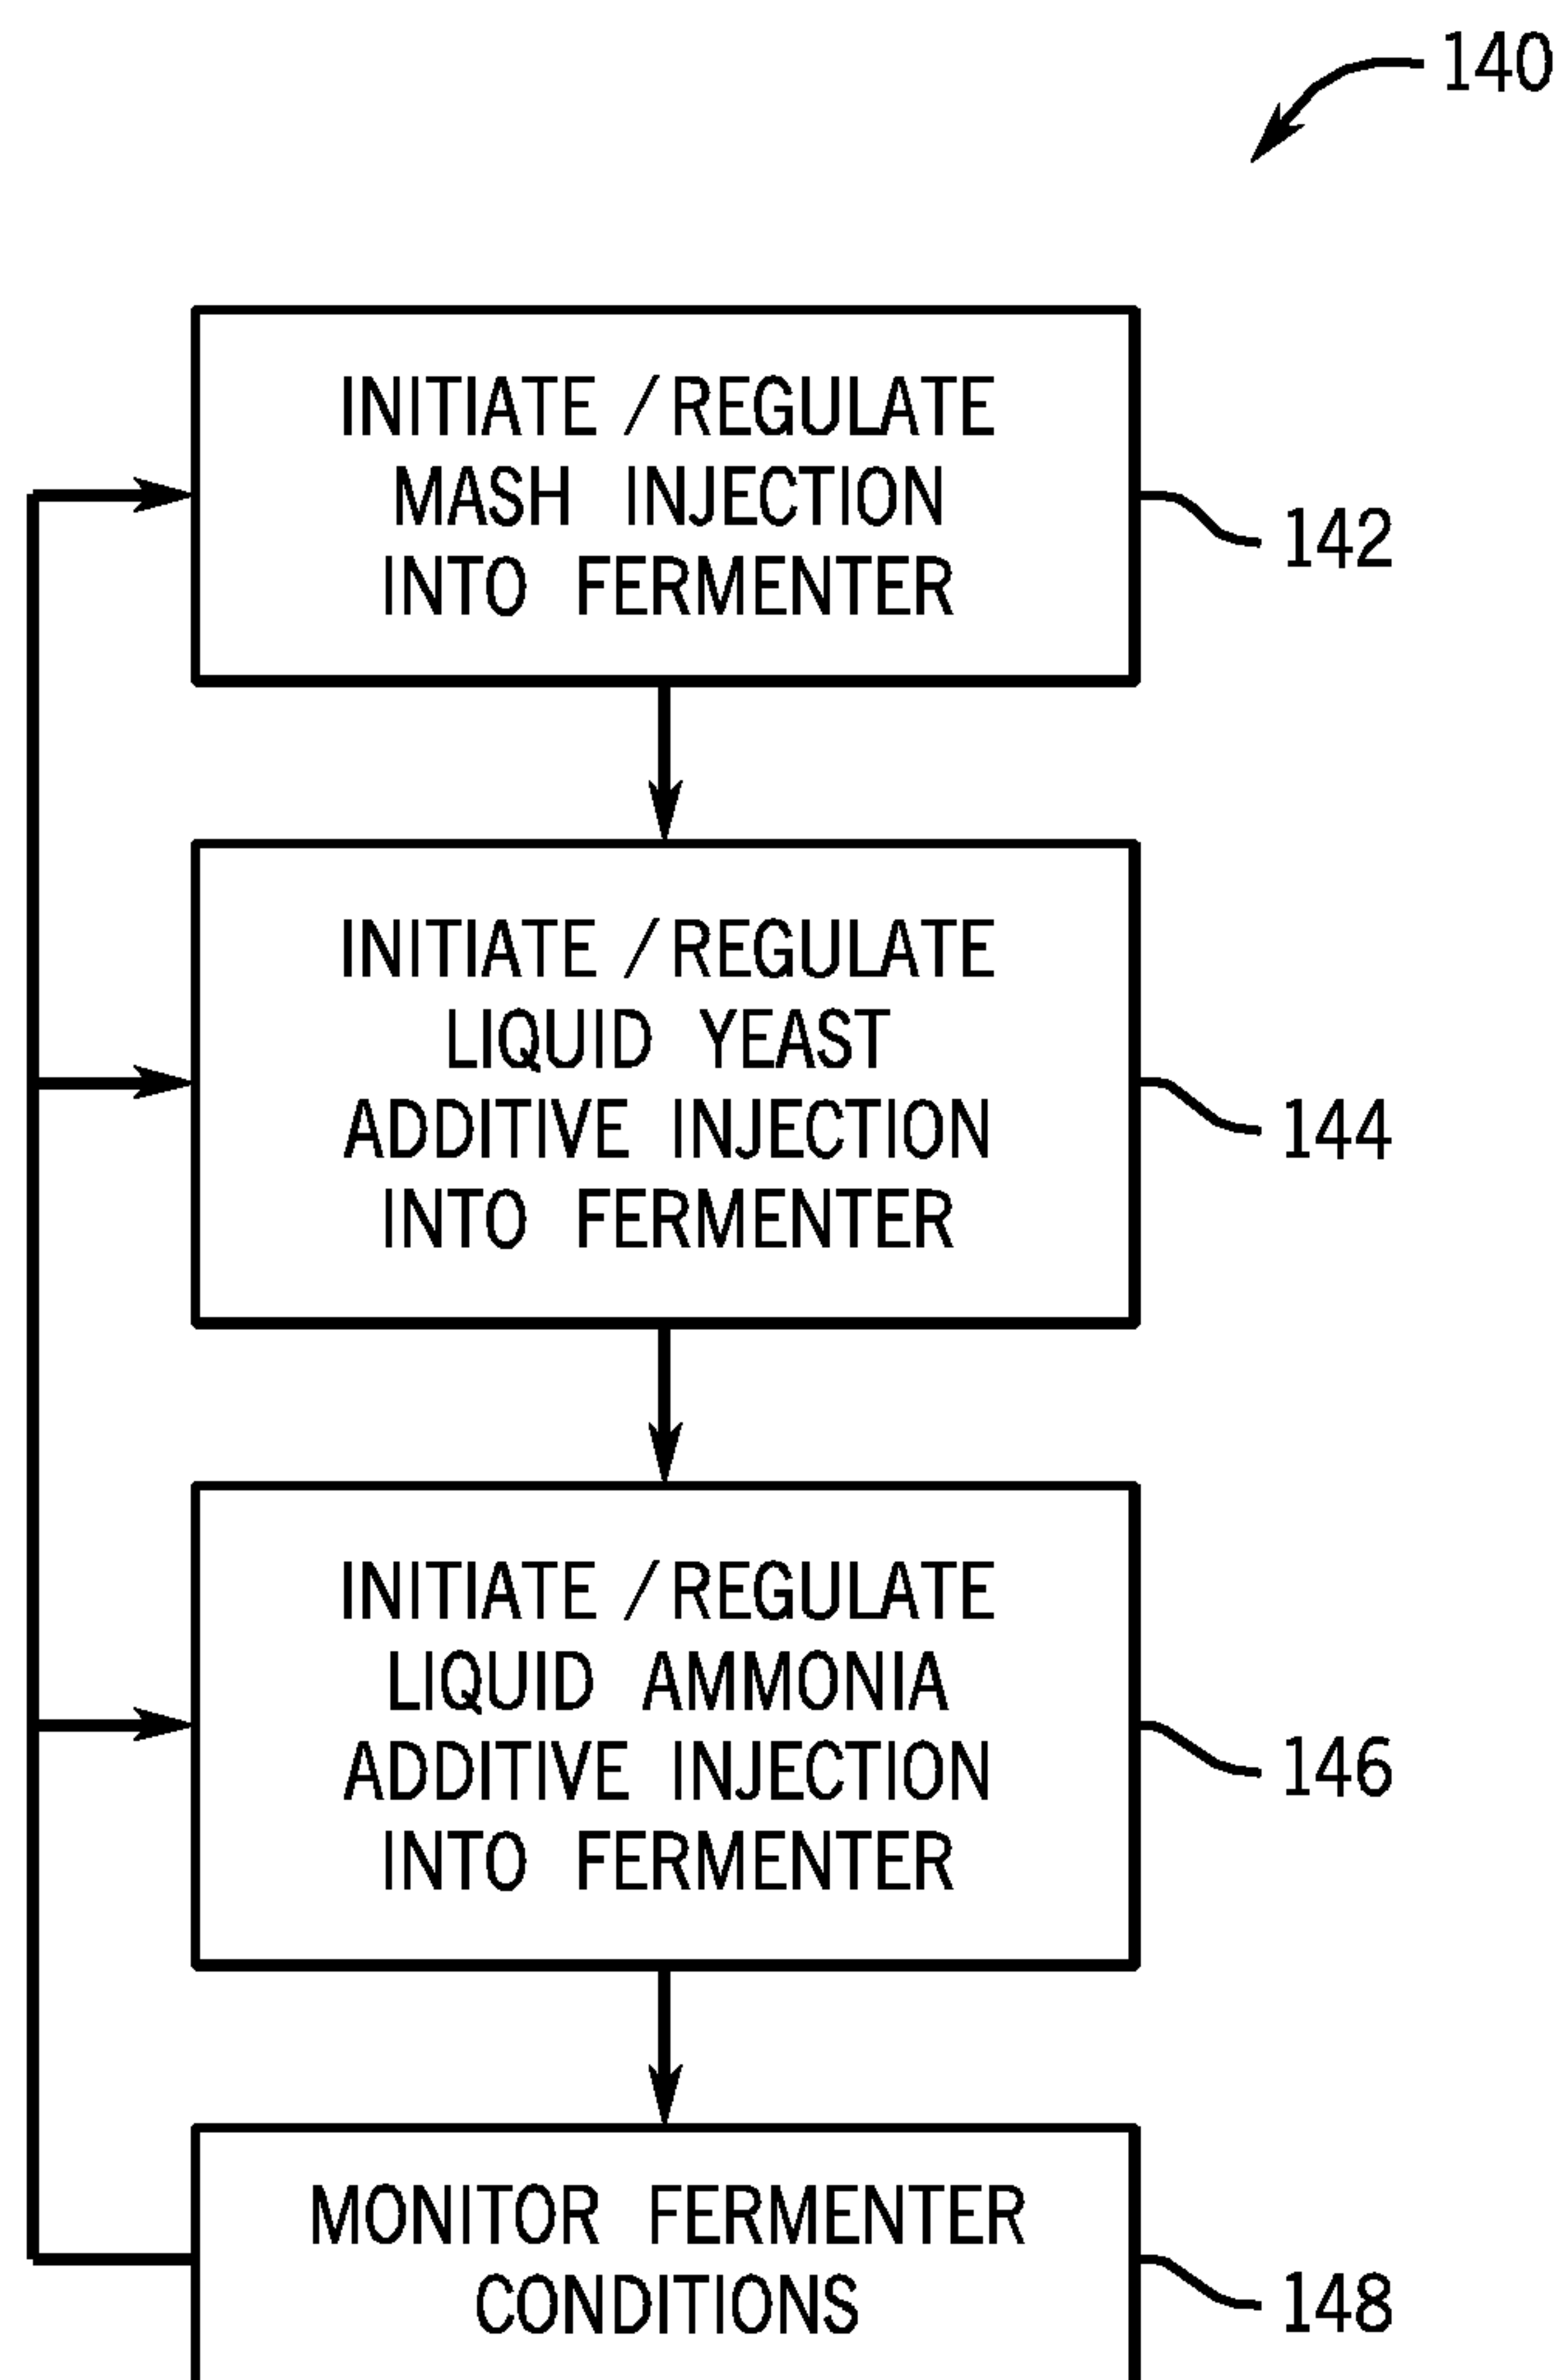 140
INITIATE / REGULATE
MASH INJECTION
INTO FERMENTER
142
INITIATE / REGULATE
LIQUID YEAST
ADDITIVE INJECTION
INTO FERMENTER
144
INITIATE / REGULATE
LIQUID AMMONIA
ADDITIVE INJECTION
INTO FERMENTER
146
MONITOR FERMENTER
CONDITIONS
148